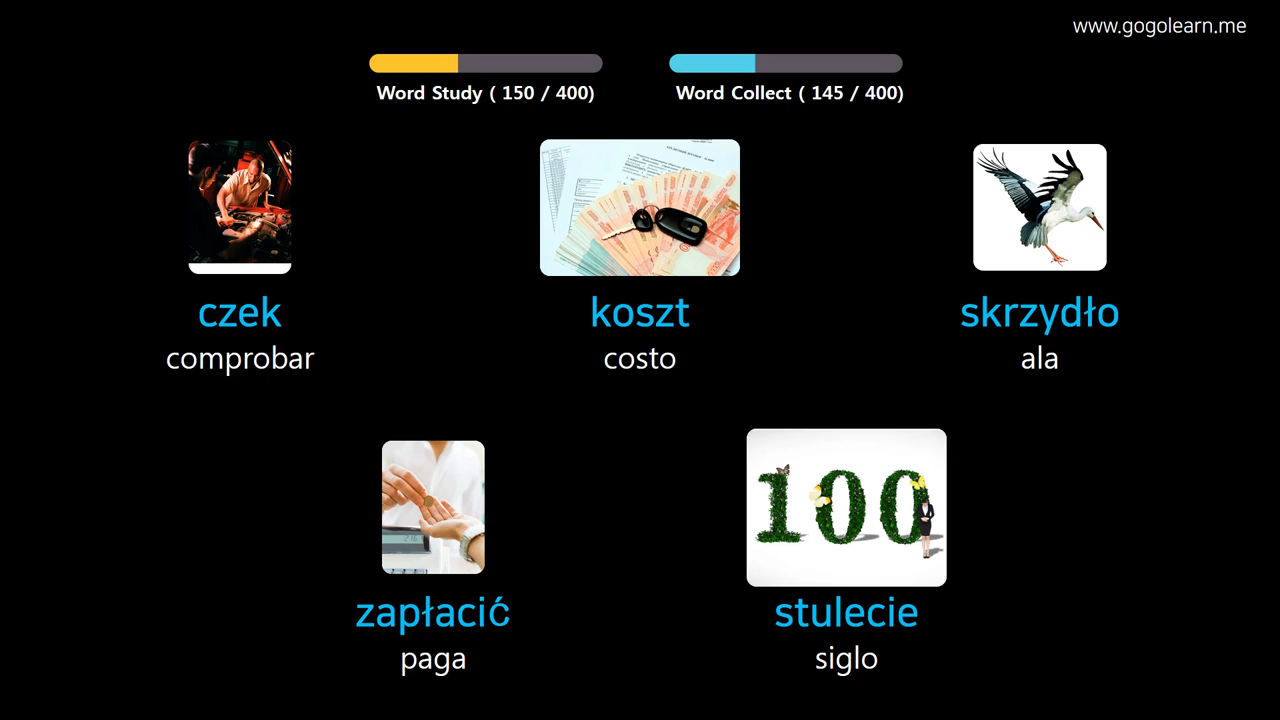 www.gogolearn.me
Word Study ( 150 / 400)
Word Collect ( 145 / 400)
czek
comprobar
koszt
costo
skrzydło
ala
100
zapłacić
paga
stulecie
siglo